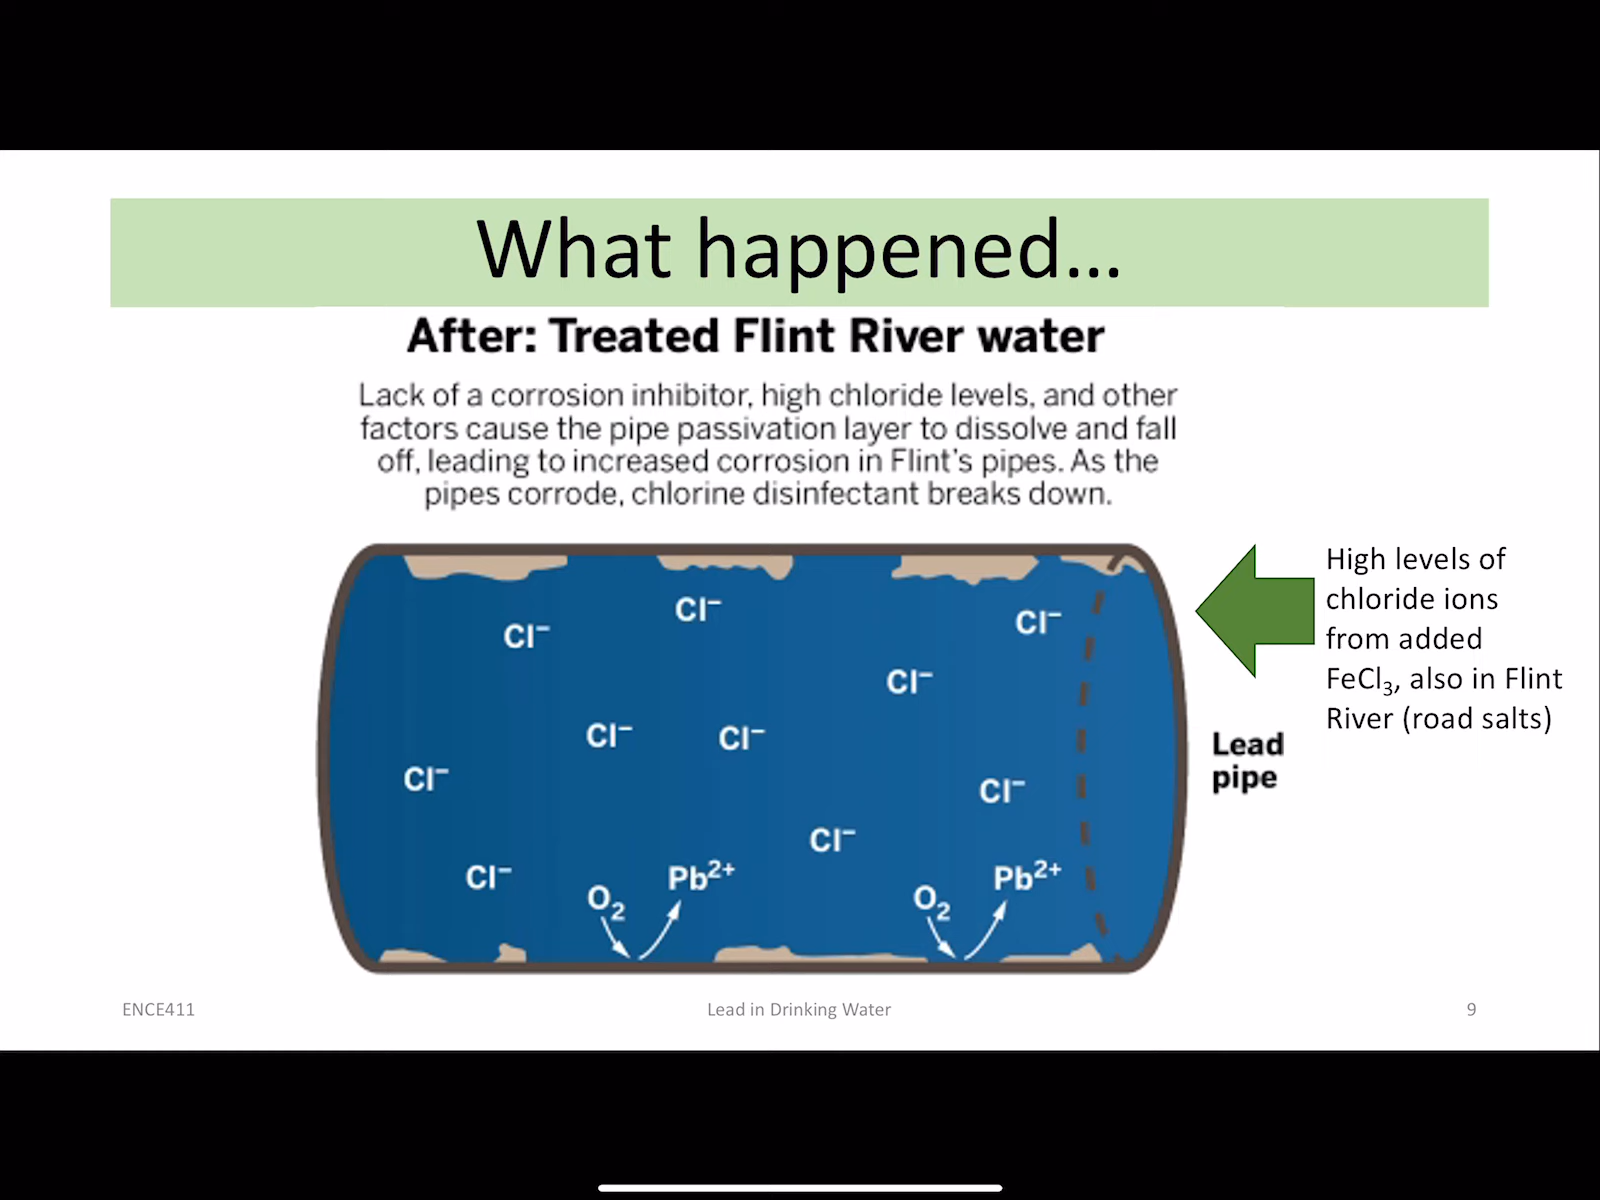 What happened...
After: Treated Flint River water
Lack of a corrosion inhibitor, high chloride levels, and other
factors cause the pipe passivation layer to dissolve and fall
off, leading to increased corrosion in Flint's pipes. As the
pipes corrode, chlorine disinfectant breaks down.
Cl⁻
Cl⁻
Cl⁻
Cl⁻
Cl⁻
Cl⁻
Cl⁻
Cl⁻
Cl⁻
Cl⁻
O₂
Pb²⁺
O₂
Pb²⁺
High levels of
chloride ions
from added
FeCl₃, also in Flint
River (road salts)
Lead
pipe
ENCE411
Lead in Drinking Water
9